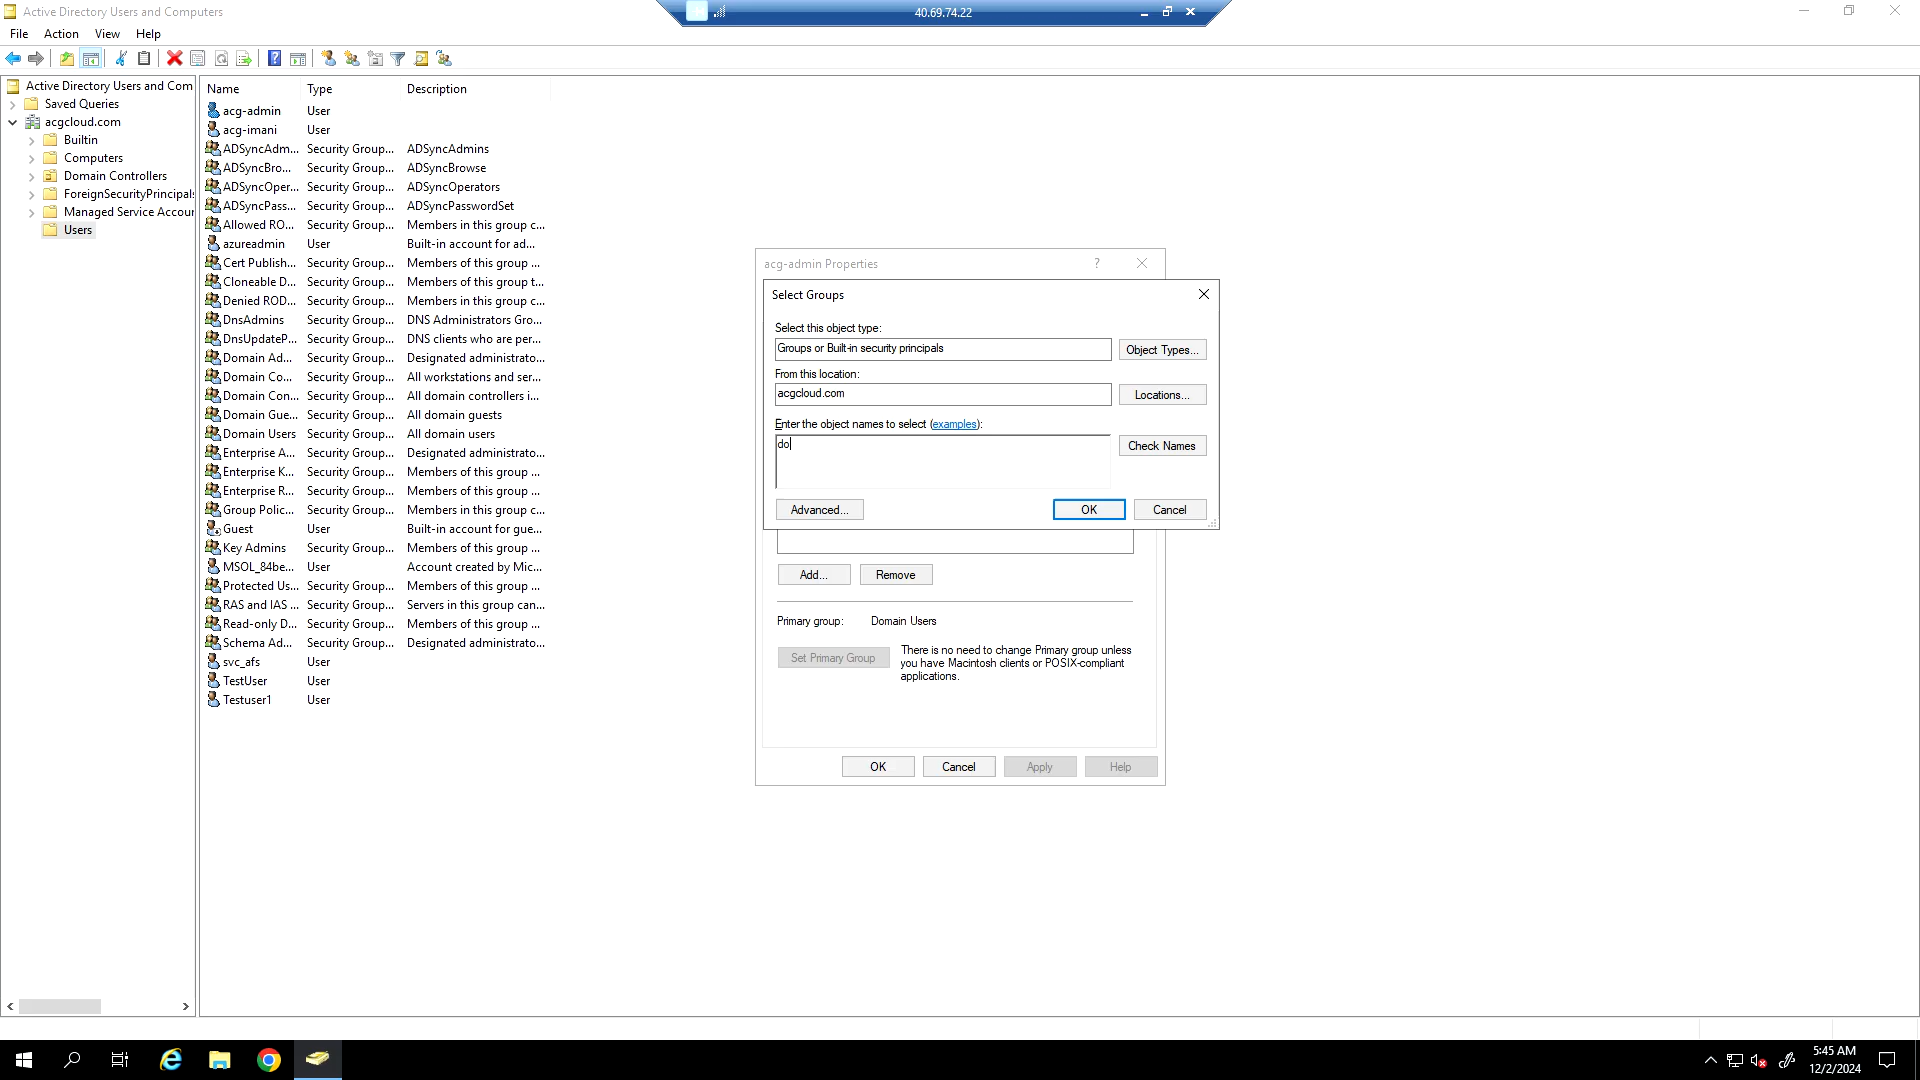 Active Directory Users and Computers
40.69.74.22
File Action View Help
Active Directory Users and Com
Saved Queries
acgcloud.com
Builtin
Computers
Domain Controllers
ForeignSecurityPrincipals
Managed Service Accour
Users
Name Type Description
acg-admin User
acg-imani User
ADSyncAdm... Security Group... ADSyncAdmins
ADSyncBro... Security Group... ADSyncBrowse
ADSyncOper... Security Group... ADSyncOperators
ADSyncPass... Security Group... ADSyncPasswordSet
Allowed RO... Security Group... Members in this group c...
azureadmin User Built-in account for ad...
Cert Publish... Security Group... Members of this group ...
Cloneable D... Security Group... Members of this group t...
Denied ROD... Security Group... Members in this group c...
DnsAdmins Security Group... DNS Administrators Gro...
DnsUpdateP... Security Group... DNS clients who are per...
Domain Ad... Security Group... Designated administrato...
Domain Co... Security Group... All workstations and ser...
Domain Con... Security Group... All domain controllers i...
Domain Gue... Security Group... All domain guests
Domain Users Security Group... All domain users
Enterprise A... Security Group... Designated administrato...
Enterprise K... Security Group... Members of this group ...
Enterprise R... Security Group... Members of this group ...
Group Polic... Security Group... Members in this group c...
Guest User Built-in account for gue...
Key Admins Security Group... Members of this group ...
MSOL_84be... User Account created by Mic...
Protected Us... Security Group... Members of this group ...
RAS and IAS ... Security Group... Servers in this group can...
Read-only D... Security Group... Members of this group ...
Schema Ad... Security Group... Designated administrato...
svc_afs User
TestUser User
Testuser1 User
acg-admin Properties ?
Select Groups
Select this object type:
Groups or Built-in security principals Object Types...
From this location:
acgcloud.com Locations...
Enter the object names to select (examples):
do Check Names
Advanced... OK Cancel
Add... Remove
Primary group: Domain Users
Set Primary Group
There is no need to change Primary group unless
you have Macintosh clients or POSIX-compliant
applications.
OK Cancel Apply Help
5:45 AM
12/2/2024